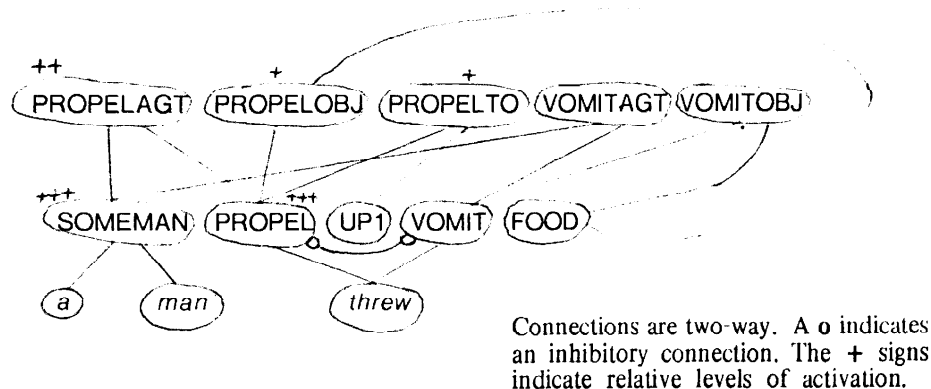 ++ + +
PROPELAGT PROPELOBJ PROPELTO VOMITAGT VOMITOBJ
+++ +++
SOMEMAN PROPEL UP1 VOMIT FOOD
a man threw
Connections are two-way. A o indicates
an inhibitory connection. The + signs
indicate relative levels of activation.